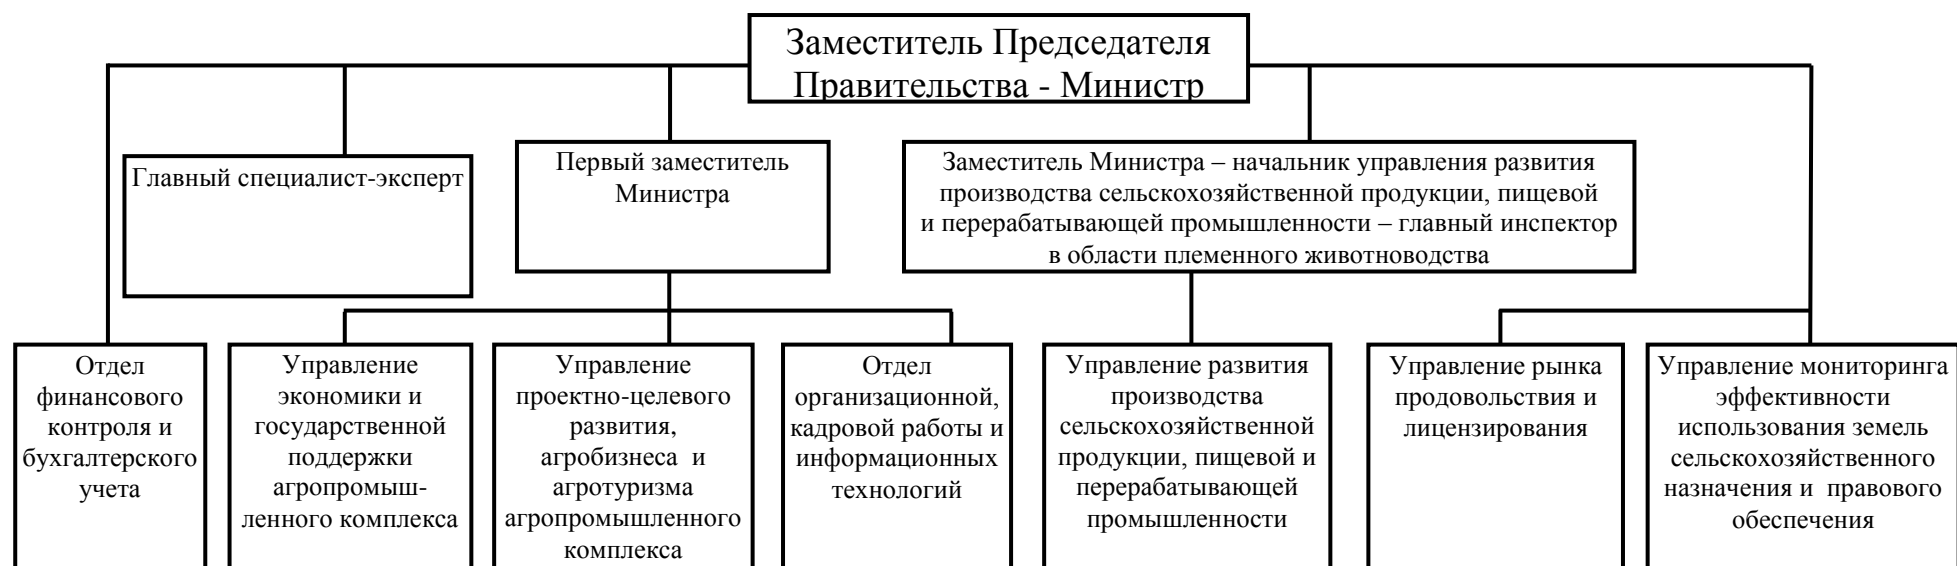 Заместитель Председателя
Правительства - Министр
Главный специалист-эксперт
Первый заместитель
Министра
Заместитель Министра – начальник управления развития
производства сельскохозяйственной продукции, пищевой
и перерабатывающей промышленности – главный инспектор
в области племенного животноводства
Отдел
финансового
контроля и
бухгалтерского
учета
Управление
экономики и
государственной
поддержки
агропромыш-
ленного комплекса
Управление
проектно-целевого
развития,
агробизнеса и
агротуризма
агропромышленного
комплекса
Отдел
организационной,
кадровой работы и
информационных
технологий
Управление развития
производства
сельскохозяйственной
продукции, пищевой и
перерабатывающей
промышленности
Управление рынка
продовольствия и
лицензирования
Управление мониторинга
эффективности
использования земель
сельскохозяйственного
назначения и правового
обеспечения